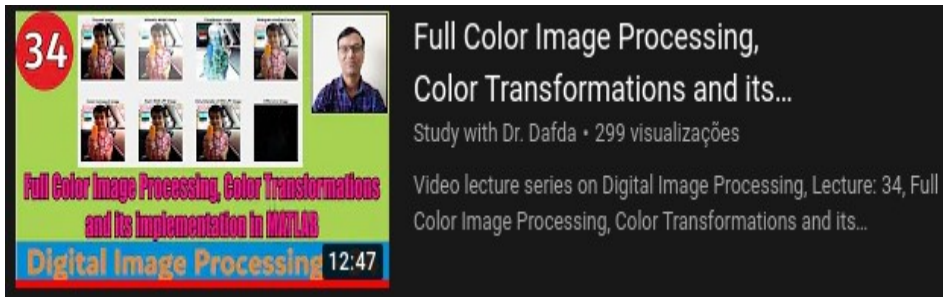 34
Full Color Image Processing, Color Transformations
and its implementation in MATLAB
Digital Image Processing
12:47
Full Color Image Processing,
Color Transformations and its...
Study with Dr. Dafda • 299 visualizações
Video lecture series on Digital Image Processing, Lecture: 34, Full
Color Image Processing, Color Transformations and its...